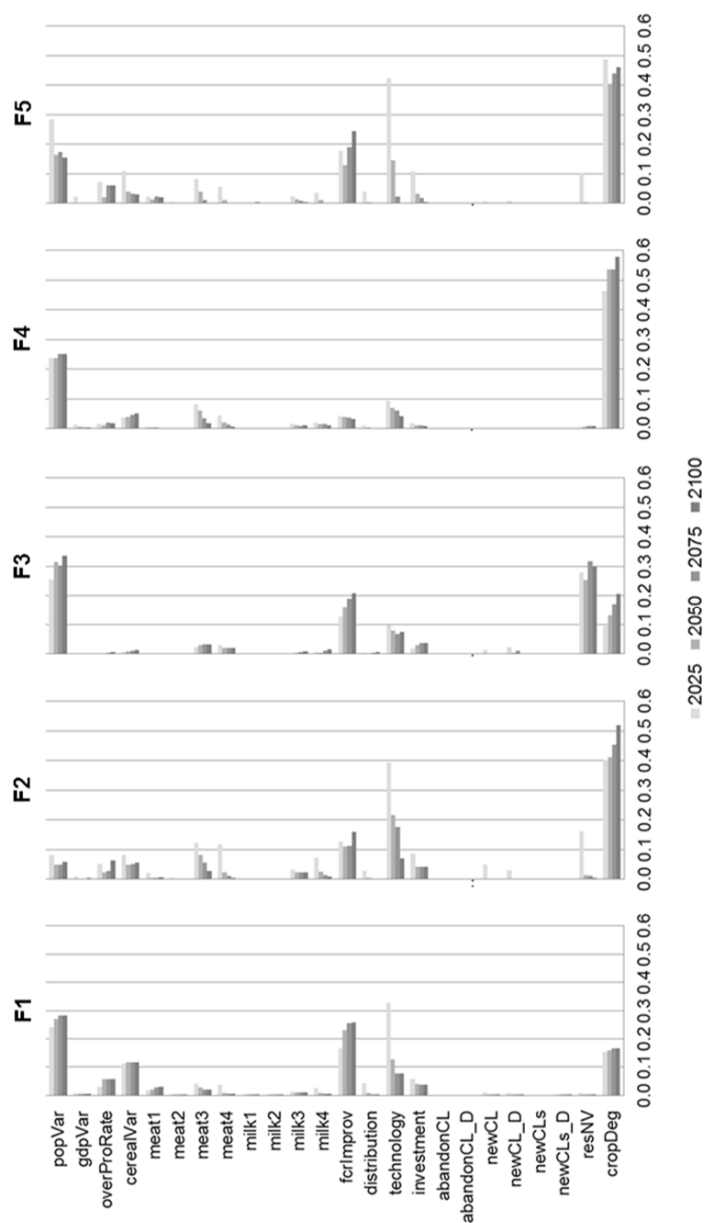 F1 F2 F3 F4 F5
popVar
gdpVar
overProRate
cerealVar
meat1
meat2
meat3
meat4
milk1
milk2
milk3
milk4
fcrImprov
distribution
technology
investment
abandonCL
abandonCL_D
newCL
newCL_D
newCLs
newCLs_D
resNV
cropDeg
0.0 0.1 0.2 0.3 0.4 0.5 0.6 0.0 0.1 0.2 0.3 0.4 0.5 0.6 0.0 0.1 0.2 0.3 0.4 0.5 0.6 0.0 0.1 0.2 0.3 0.4 0.5 0.6 0.0 0.1 0.2 0.3 0.4 0.5 0.6
2025 2050 2075 2100